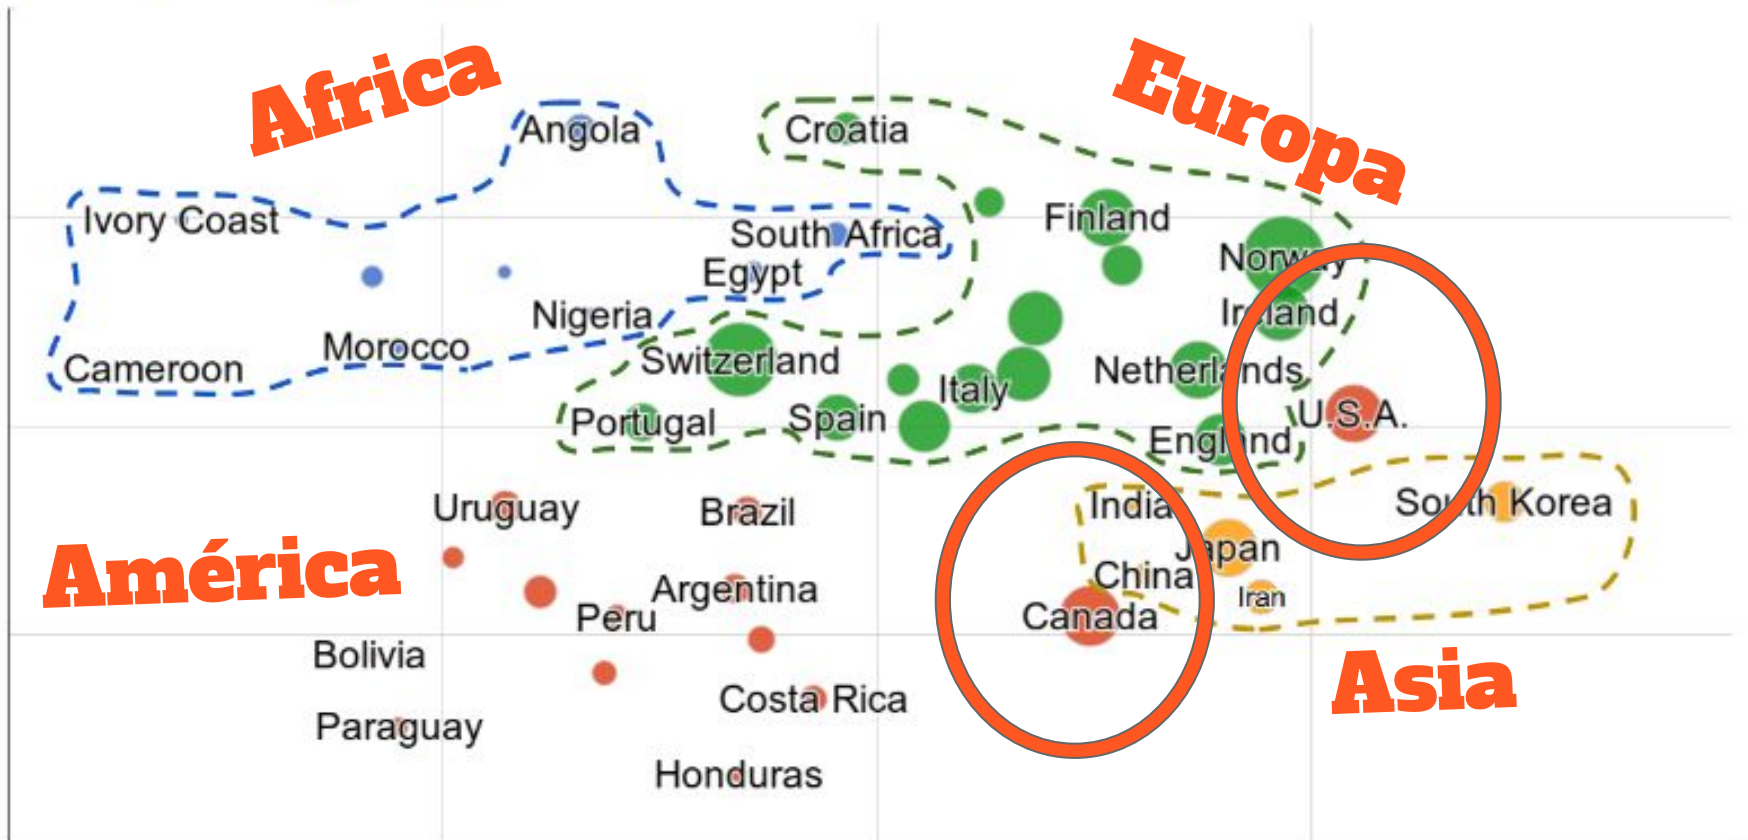 Africa
Europa
Angola
Croatia
Ivory Coast
Finland
South Africa
Norway
Egypt
Nigeria
Ireland
Morocco
Cameroon
Switzerland
Netherlands
Italy
Portugal
Spain
U.S.A.
England
Uruguay
Brazil
India
South Korea
Japan
América
China
Argentina
Iran
Peru
Canada
Bolivia
Asia
Costa Rica
Paraguay
Honduras